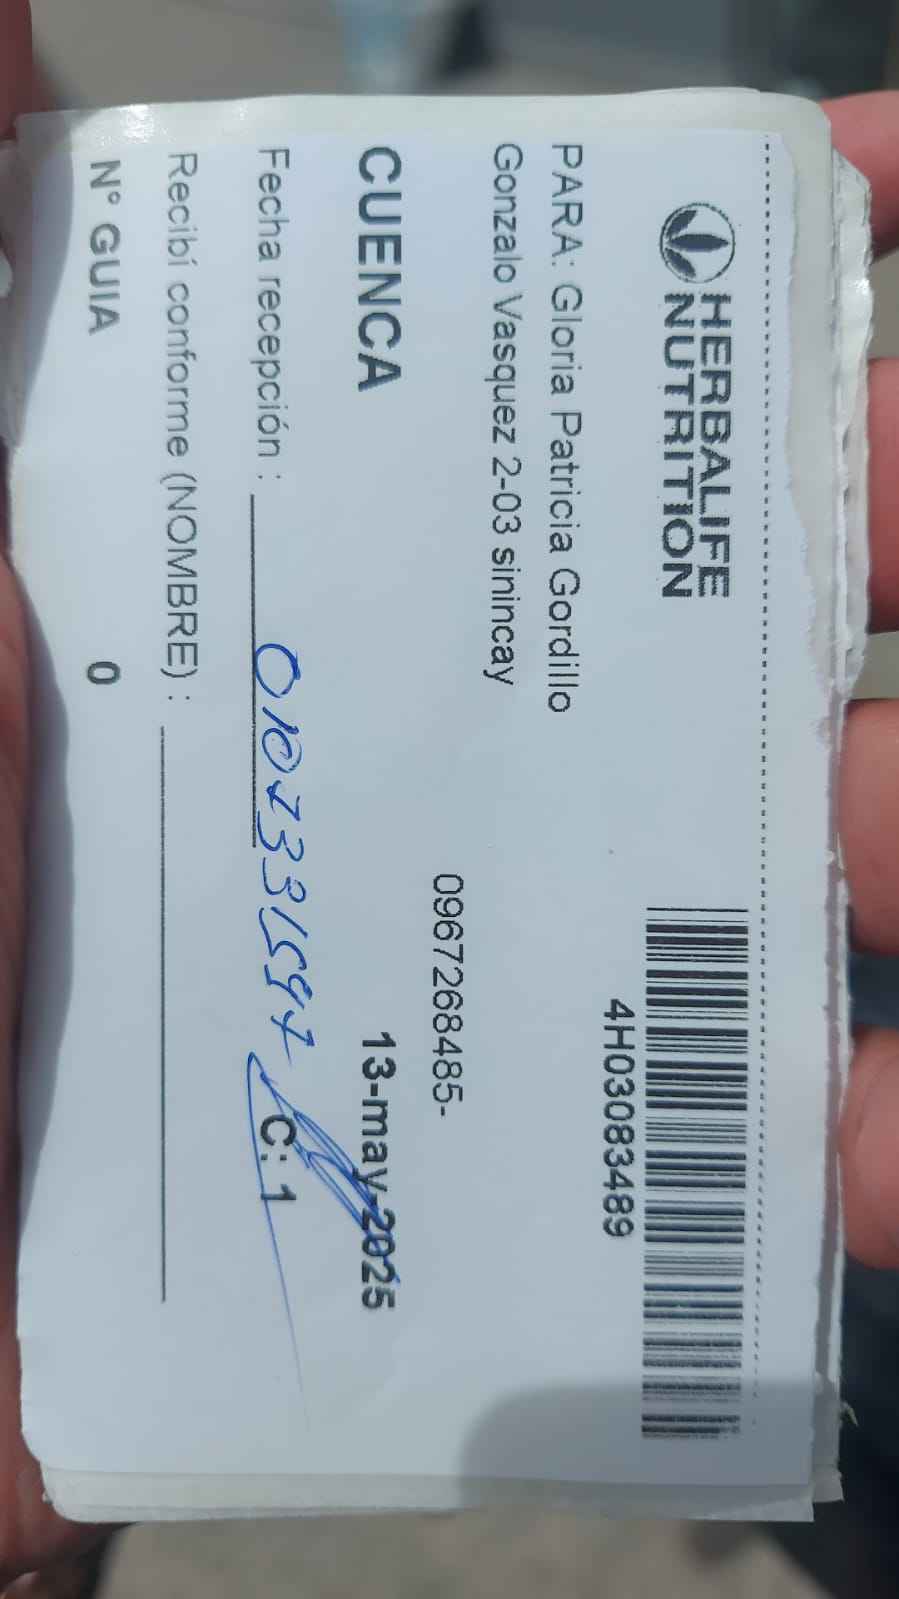 HERBALIFE
NUTRITION
4H03083489
PARA: Gloria Patricia Gordillo
Gonzalo Vasquez 2-03 sinincay
0967268485-
CUENCA 13-may-2025
Fecha recepción : C: 1
Recibí conforme (NOMBRE) :
N° GUIA 0